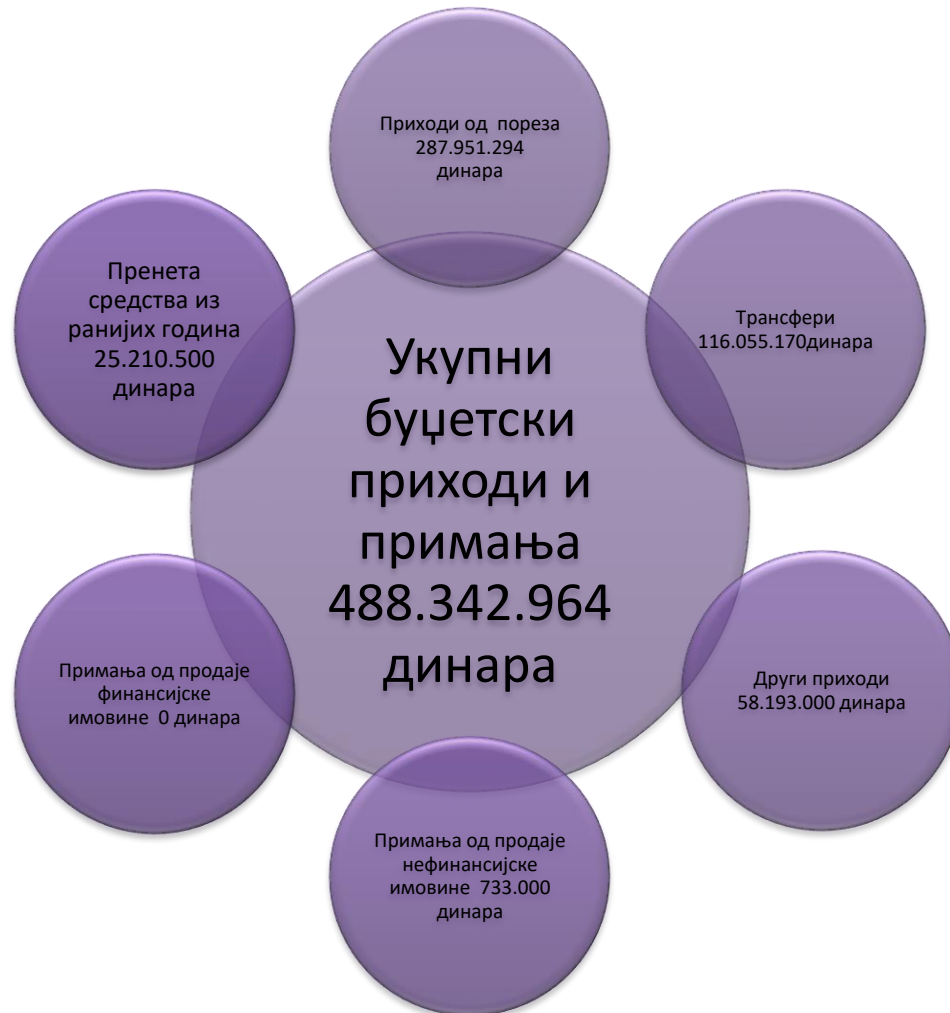 Приходи од пореза
287.951.294
динара
Пренета
средства из
ранијих година
25.210.500
динара
Трансфери
116.055.170динара
Укупни
буџетски
приходи и
примања
488.342.964
динара
Примања од продаје
финансијске
имовине 0 динара
Други приходи
58.193.000 динара
Примања од продаје
нефинансијске
имовине 733.000
динара